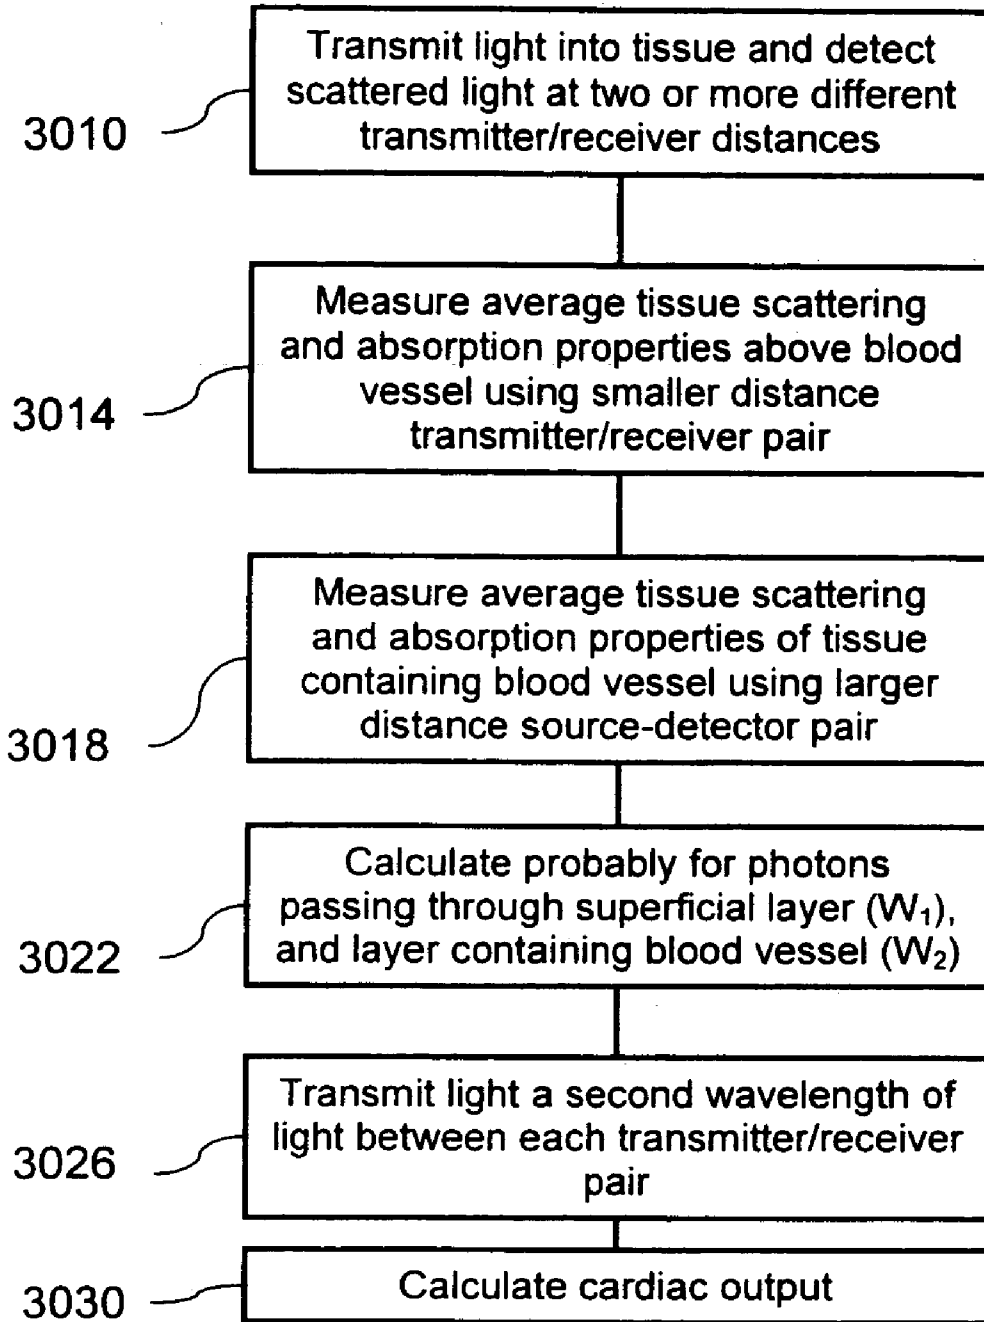 Transmit light into tissue and detect
scattered light at two or more different
transmitter/receiver distances
3010
Measure average tissue scattering
and absorption properties above blood
vessel using smaller distance
transmitter/receiver pair
3014
Measure average tissue scattering
and absorption properties of tissue
containing blood vessel using larger
distance source-detector pair
3018
Calculate probably for photons
passing through superficial layer (W₁),
and layer containing blood vessel (W₂)
3022
Transmit light a second wavelength of
light between each transmitter/receiver
pair
3026
Calculate cardiac output
3030